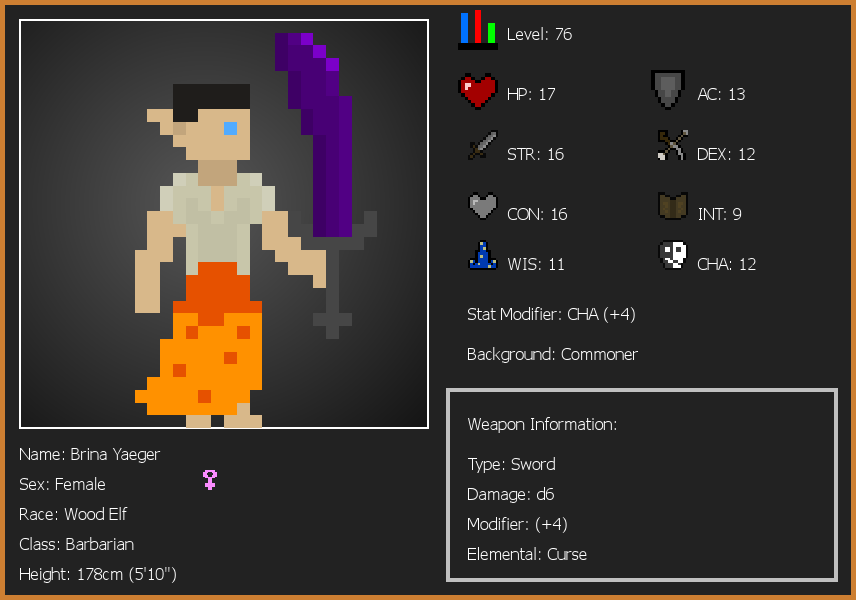 Level: 76
HP: 17
AC: 13
STR: 16
DEX: 12
CON: 16
INT: 9
WIS: 11
CHA: 12
Stat Modifier: CHA (+4)
Background: Commoner
Weapon Information:
Type: Sword
Damage: d6
Modifier: (+4)
Elemental: Curse
Name: Brina Yaeger
Sex: Female
Race: Wood Elf
Class: Barbarian
Height: 178cm (5'10")